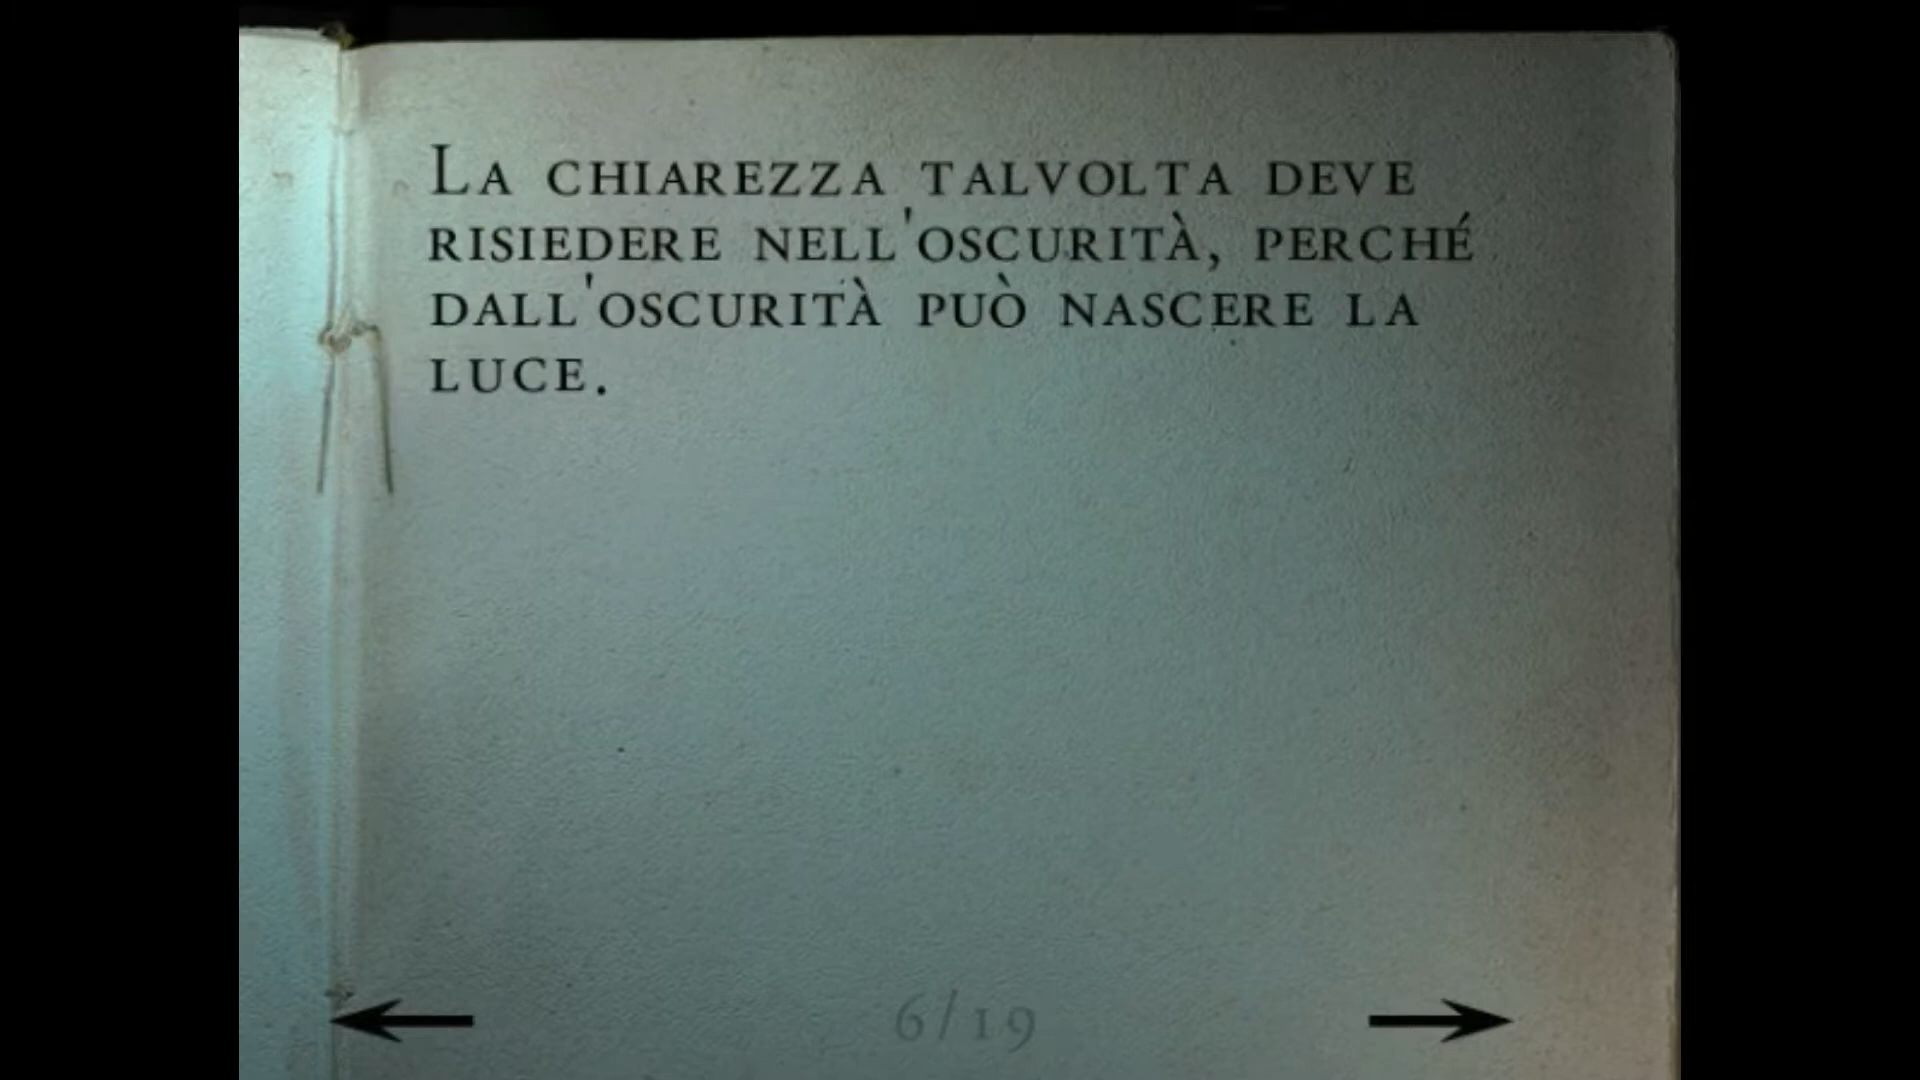 La chiarezza talvolta deve
risiedere nell'oscurità, perché
dall'oscurità può nascere la
luce.
6/19